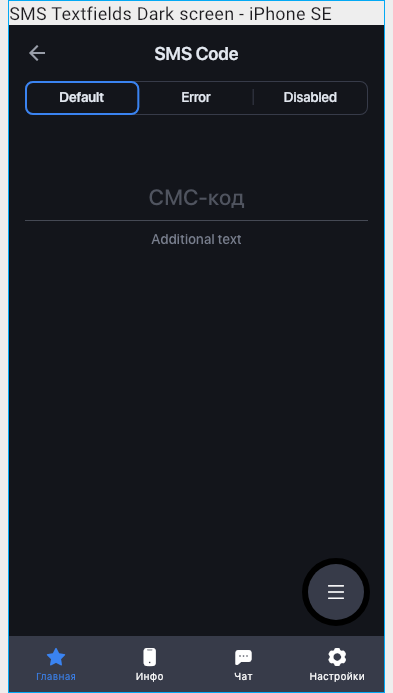 SMS Textfields Dark screen - iPhone SE
SMS Code
Default Error Disabled
СМС-код
Additional text
Главная Инфо Чат Настройки